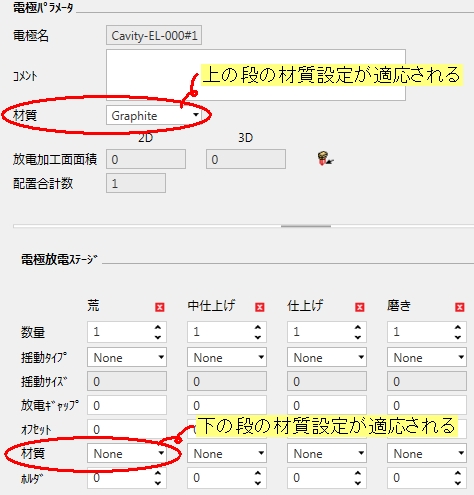 電極ﾊﾟﾗﾒｰﾀ
電極名 Cavity-EL-000#1
ｺﾒﾝﾄ
上の段の材質設定が適応される
材質 Graphite
2D 3D
放電加工面面積 0 0
配置合計数 1
電極放電ｽﾃｰｼﾞ
荒 中仕上げ 仕上げ 磨き
数量 1 1 1 1
揺動ﾀｲﾌﾟ None None None None
揺動ｻｲｽﾞ 0 0 0 0
放電ｷﾞｬｯﾌﾟ 0 0 0 0
ｵﾌｾｯﾄ 0
下の段の材質設定が適応される
材質 None None None None
ﾎﾙﾀﾞ 0 0 0 0